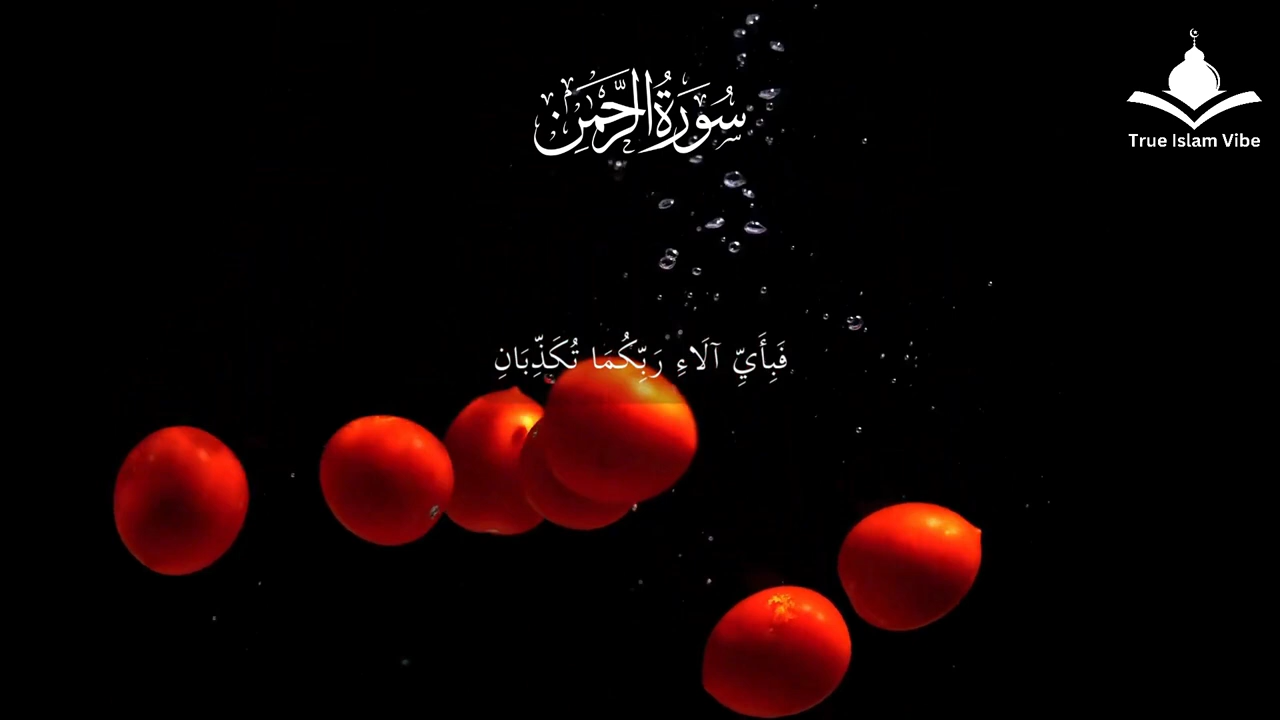 سُورَةُ الرَّحْمَٰن
True Islam Vibe
فَبِأَيِّ آلَاءِ رَبِّكُمَا تُكَذِّبَانِ